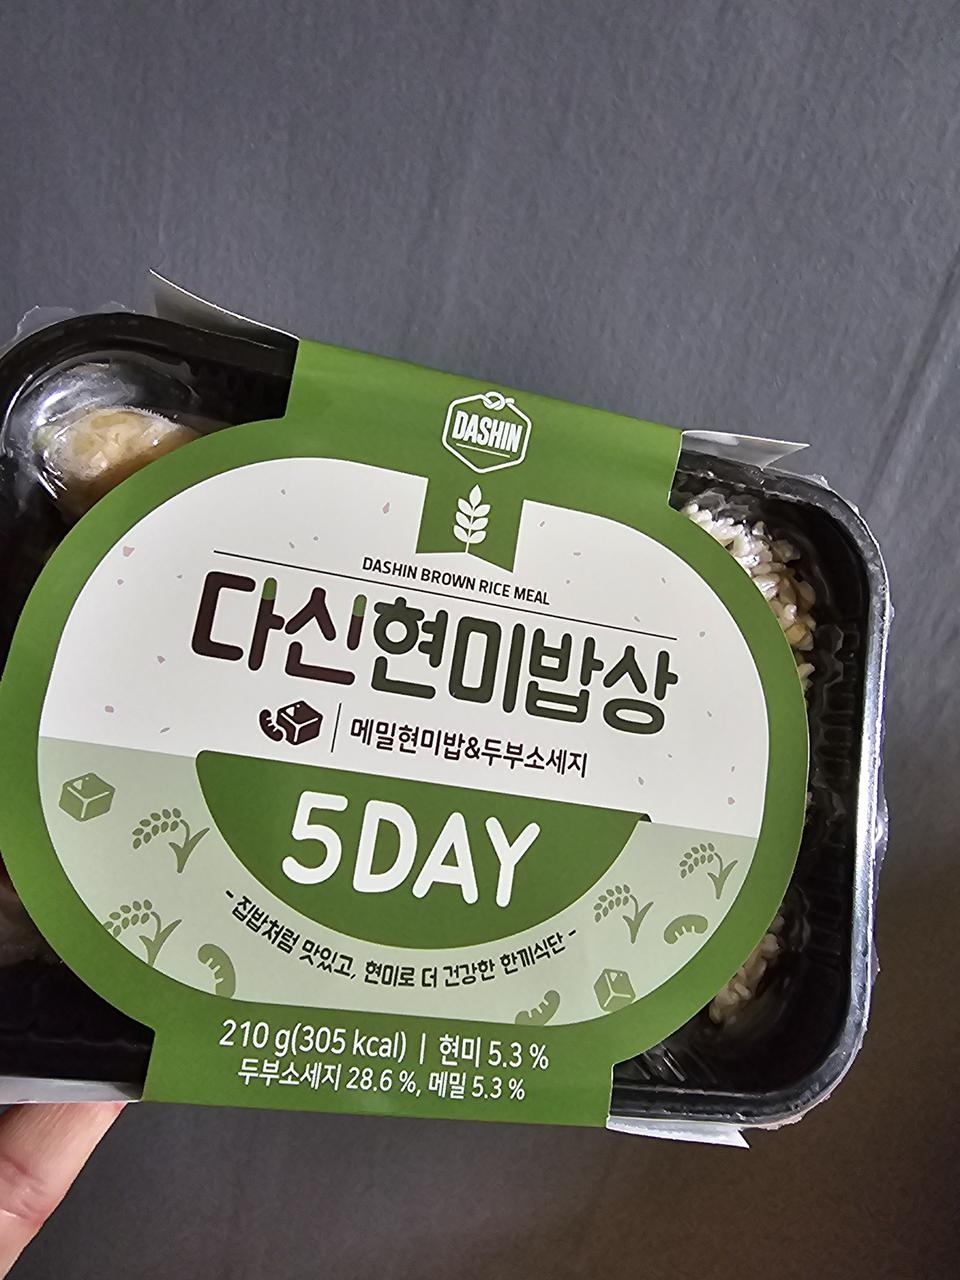 DASHIN
DASHIN BROWN RICE MEAL
다신현미밥상
메밀현미밥&두부소세지
5DAY
- 집밥처럼 맛있고, 현미로 더 건강한 한끼식단 -
210 g(305 kcal) | 현미 5.3 %
두부소세지 28.6 %, 메밀 5.3 %